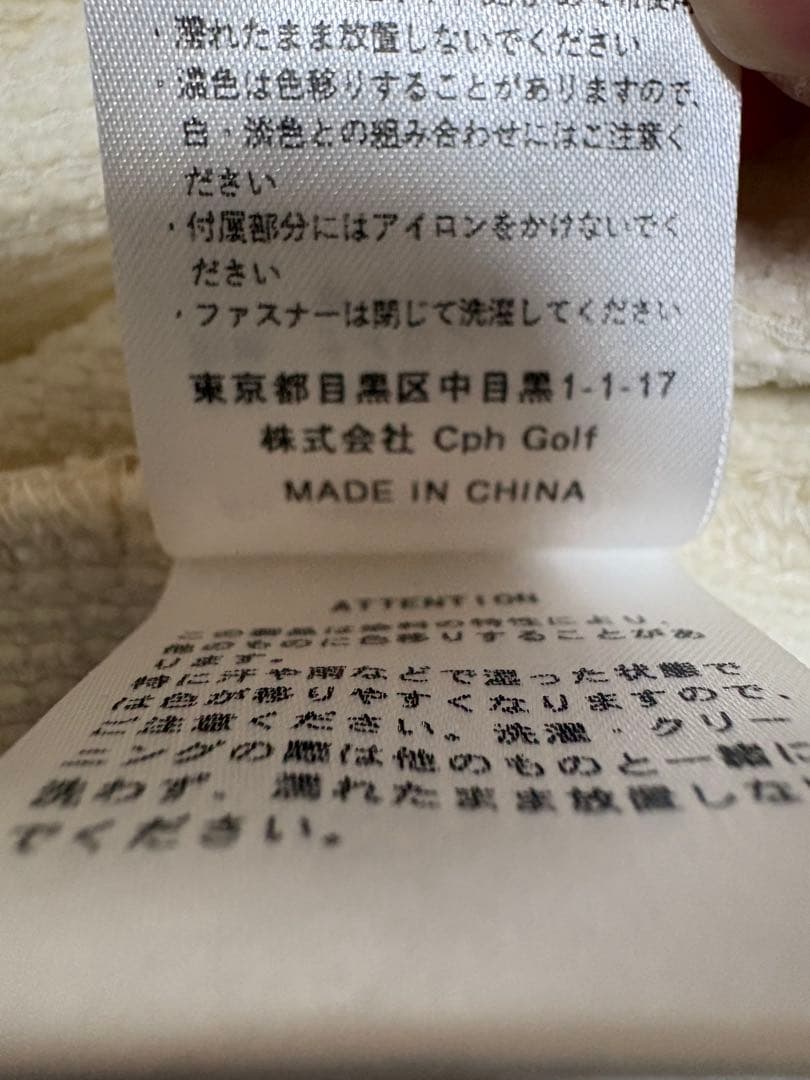 ・濡れたまま放置しないでください
・濃色は色移りすることがありますので、
白・淡色との組み合わせにはご注意く
ださい
・付属部分にはアイロンをかけないでく
ださい
・ファスナーは閉じて洗濯してください
東京都目黒区中目黒1-1-17
株式会社 Cph Golf
MADE IN CHINA
ATTENTION
この製品は染料の特性により、
他のものに色移りすることがあ
ります。
特に汗や雨などで湿った状態で
は色が移りやすくなりますので、
ご注意ください。洗濯・クリー
ニングの際は他のものと一緒に
洗わず、濡れたまま放置しない
でください。